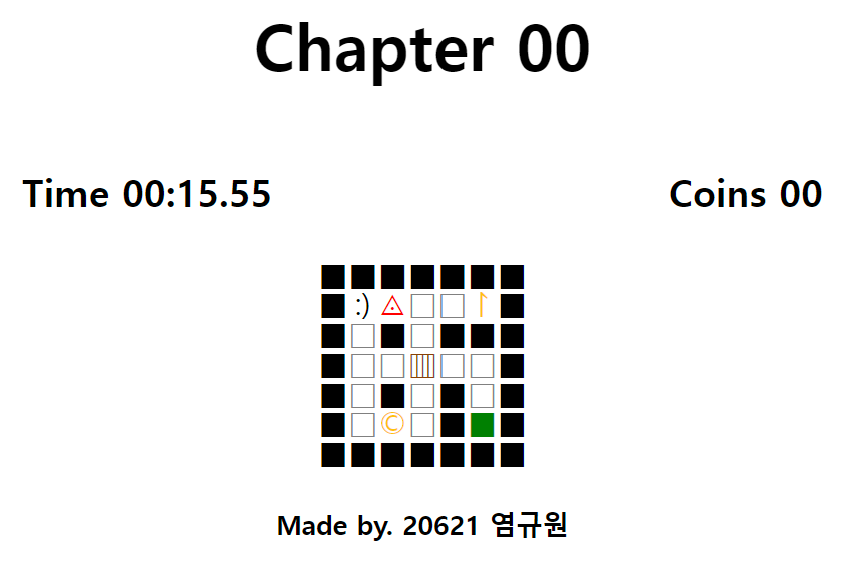 Chapter 00
Time 00:15.55
Coins 00
■■■■■■■
■:)◬□□↾■
■□■□■■■
■□□▥□□■
■□■□■□■
■□©□■■■
■■■■■■■
Made by. 20621 염규원